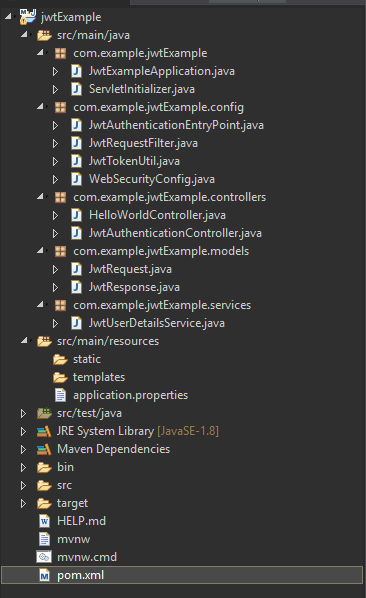 jwtExample
src/main/java
com.example.jwtExample
JwtExampleApplication.java
ServletInitializer.java
com.example.jwtExample.config
JwtAuthenticationEntryPoint.java
JwtRequestFilter.java
JwtTokenUtil.java
WebSecurityConfig.java
com.example.jwtExample.controllers
HelloWorldController.java
JwtAuthenticationController.java
com.example.jwtExample.models
JwtRequest.java
JwtResponse.java
com.example.jwtExample.services
JwtUserDetailsService.java
src/main/resources
static
templates
application.properties
src/test/java
JRE System Library [JavaSE-1.8]
Maven Dependencies
bin
src
target
HELP.md
mvnw
mvnw.cmd
pom.xml